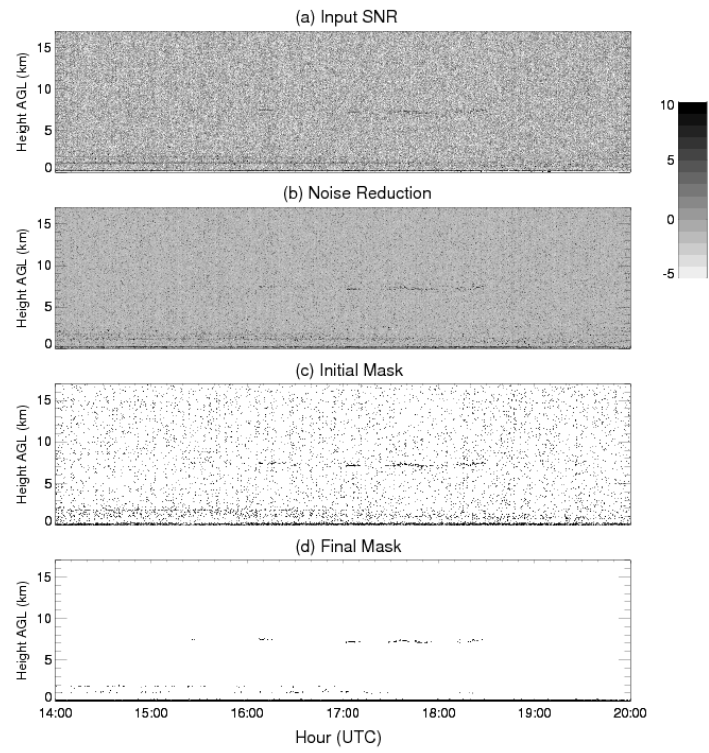 (a) Input SNR
Height AGL (km)
15
10
5
0
10
5
0
-5
(b) Noise Reduction
Height AGL (km)
15
10
5
0
(c) Initial Mask
Height AGL (km)
15
10
5
0
(d) Final Mask
Height AGL (km)
15
10
5
0
14:00 15:00 16:00 17:00 18:00 19:00 20:00
Hour (UTC)